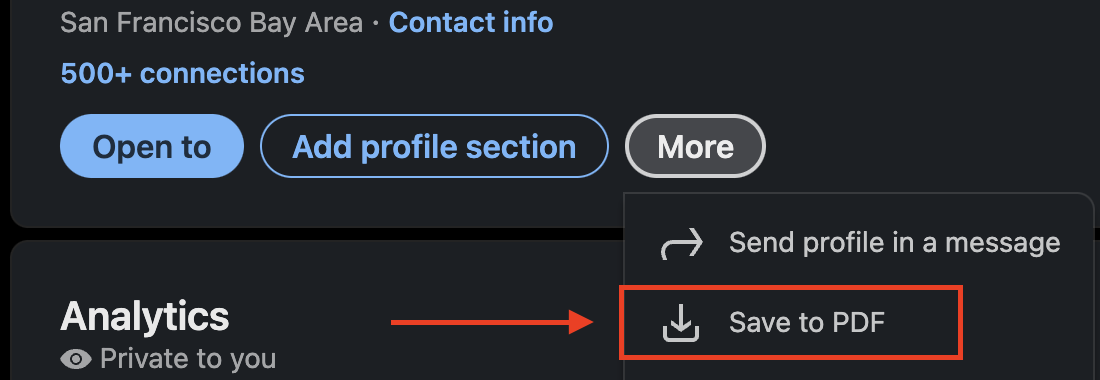 San Francisco Bay Area · Contact info
500+ connections
Open to
Add profile section
More
Send profile in a message
Save to PDF
Analytics
Private to you